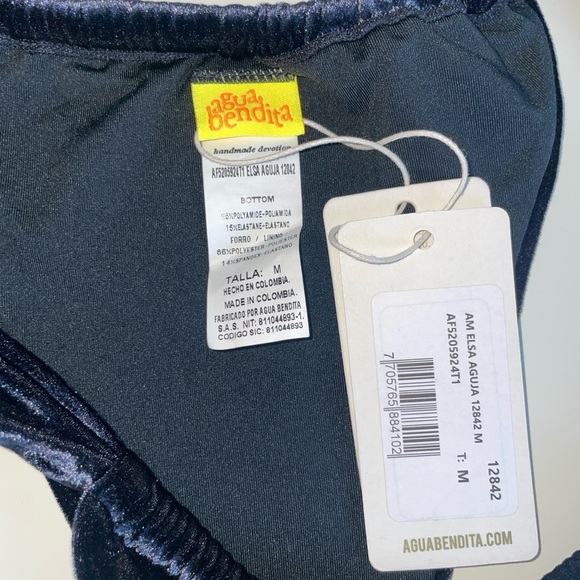 agua
bendita
handmade devotion
AF5205924T1 ELSA AGUJA 12842
BOTTOM
85%POLYAMIDE-POLIAMIDA
15%ELASTANE-ELASTANO
FORRO / LINING
86%POLYESTER-POLIESTER
14%SPANDEX-ELASTANO
TALLA: M
HECHO EN COLOMBIA.
MADE IN COLOMBIA.
FABRICADO POR AGUA BENDITA
S.A.S. NIT: 811044893-1.
CODIGO SIC: 811044893
AM ELSA AGUJA 12842 M
AF5205924T1
7705765884102
12842
T: M
AGUABENDITA.COM